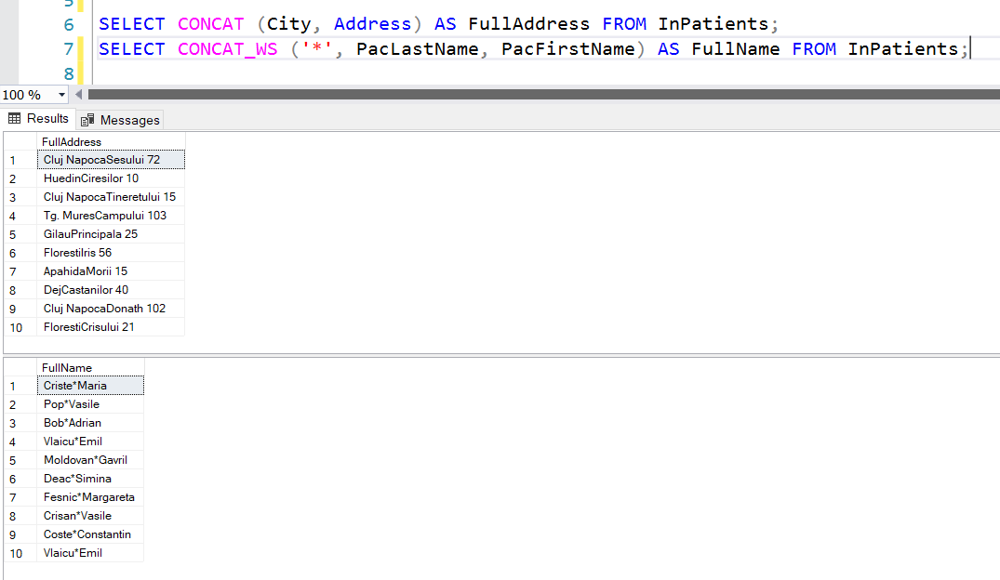 5
6 SELECT CONCAT (City, Address) AS FullAddress FROM InPatients;
7 SELECT CONCAT_WS ('*', PacLastName, PacFirstName) AS FullName FROM InPatients;
8
100 %
Results Messages
FullAddress
1 Cluj NapocaSesului 72
2 HuedinCiresilor 10
3 Cluj NapocaTineretului 15
4 Tg. MuresCampului 103
5 GilauPrincipala 25
6 FlorestiIris 56
7 ApahidaMorii 15
8 DejCastanilor 40
9 Cluj NapocaDonath 102
10 FlorestiCrisului 21
FullName
1 Criste*Maria
2 Pop*Vasile
3 Bob*Adrian
4 Vlaicu*Emil
5 Moldovan*Gavril
6 Deac*Simina
7 Fesnic*Margareta
8 Crisan*Vasile
9 Coste*Constantin
10 Vlaicu*Emil